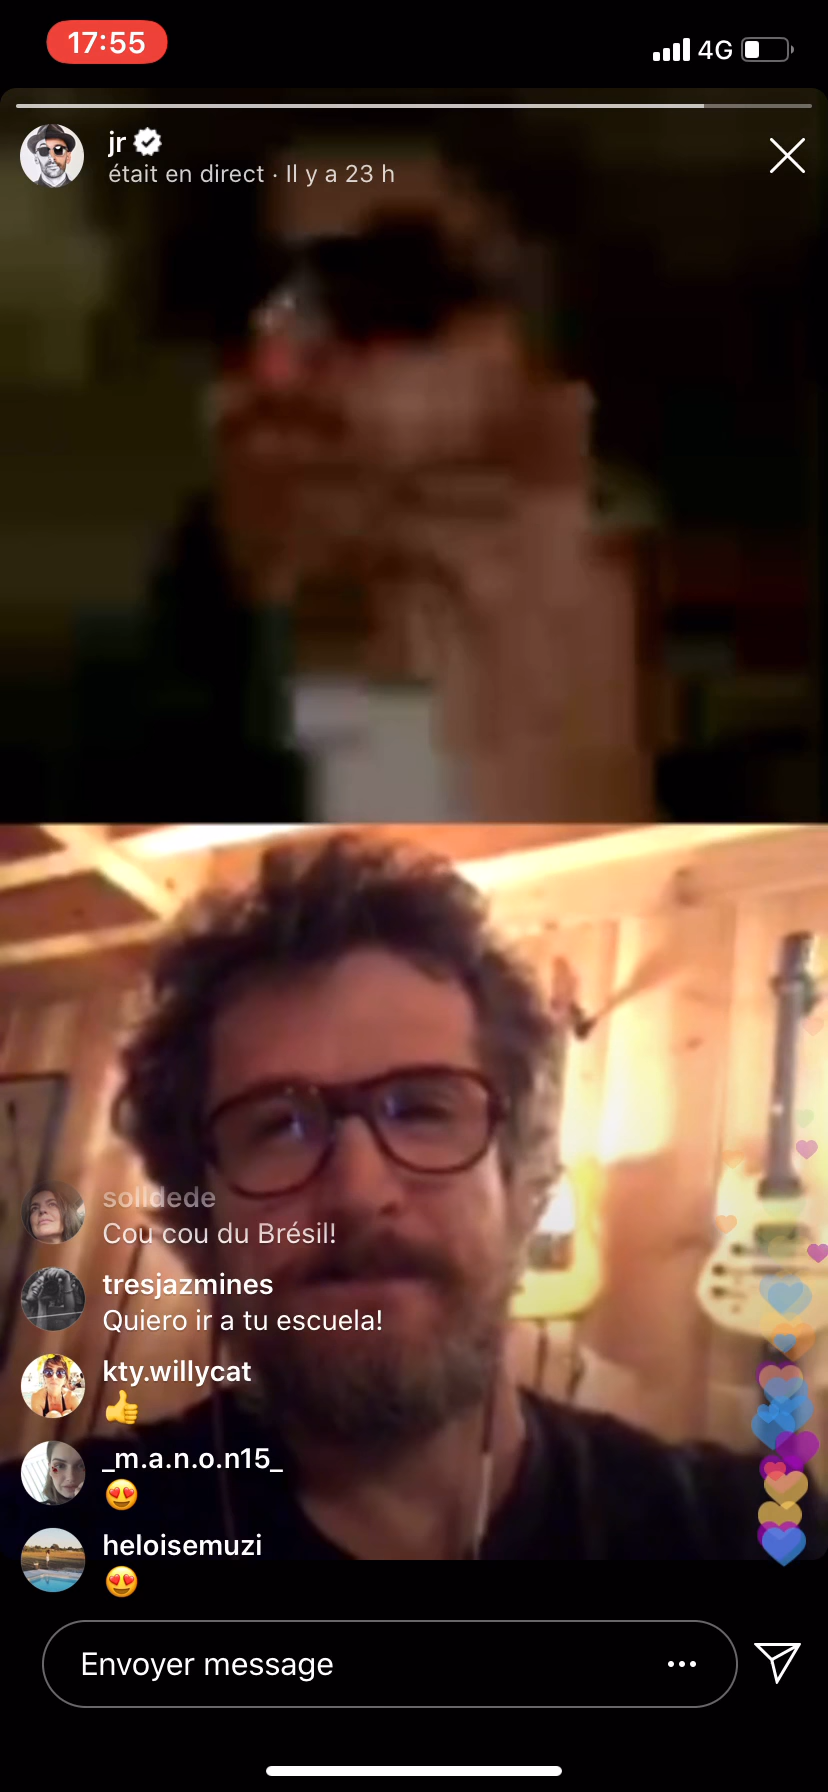 17:55
4G
jr
était en direct · Il y a 23 h
solldede
Cou cou du Brésil!
tresjazmines
Quiero ir a tu escuela!
kty.willycat
👍
_m.a.n.o.n15_
😍
heloisemuzi
😍
Envoyer message